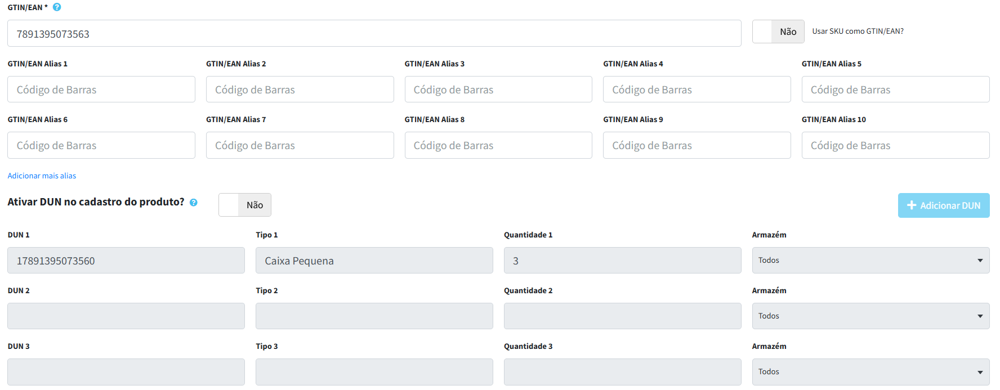 GTIN/EAN *
7891395073563
Não
Usar SKU como GTIN/EAN?
GTIN/EAN Alias 1
GTIN/EAN Alias 2
GTIN/EAN Alias 3
GTIN/EAN Alias 4
GTIN/EAN Alias 5
Código de Barras
Código de Barras
Código de Barras
Código de Barras
Código de Barras
GTIN/EAN Alias 6
GTIN/EAN Alias 7
GTIN/EAN Alias 8
GTIN/EAN Alias 9
GTIN/EAN Alias 10
Código de Barras
Código de Barras
Código de Barras
Código de Barras
Código de Barras
Adicionar mais alias
Ativar DUN no cadastro do produto?
Não
Adicionar DUN
DUN 1
Tipo 1
Quantidade 1
Armazém
17891395073560
Caixa Pequena
3
Todos
DUN 2
Tipo 2
Quantidade 2
Armazém
Todos
DUN 3
Tipo 3
Quantidade 3
Armazém
Todos